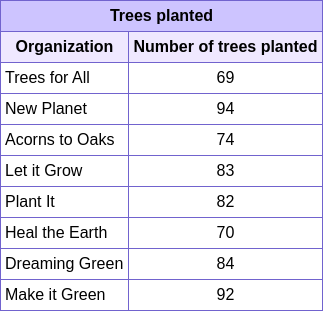 Trees planted
Organization Number of trees planted
Trees for All 69
New Planet 94
Acorns to Oaks 74
Let it Grow 83
Plant It 82
Heal the Earth 70
Dreaming Green 84
Make it Green 92